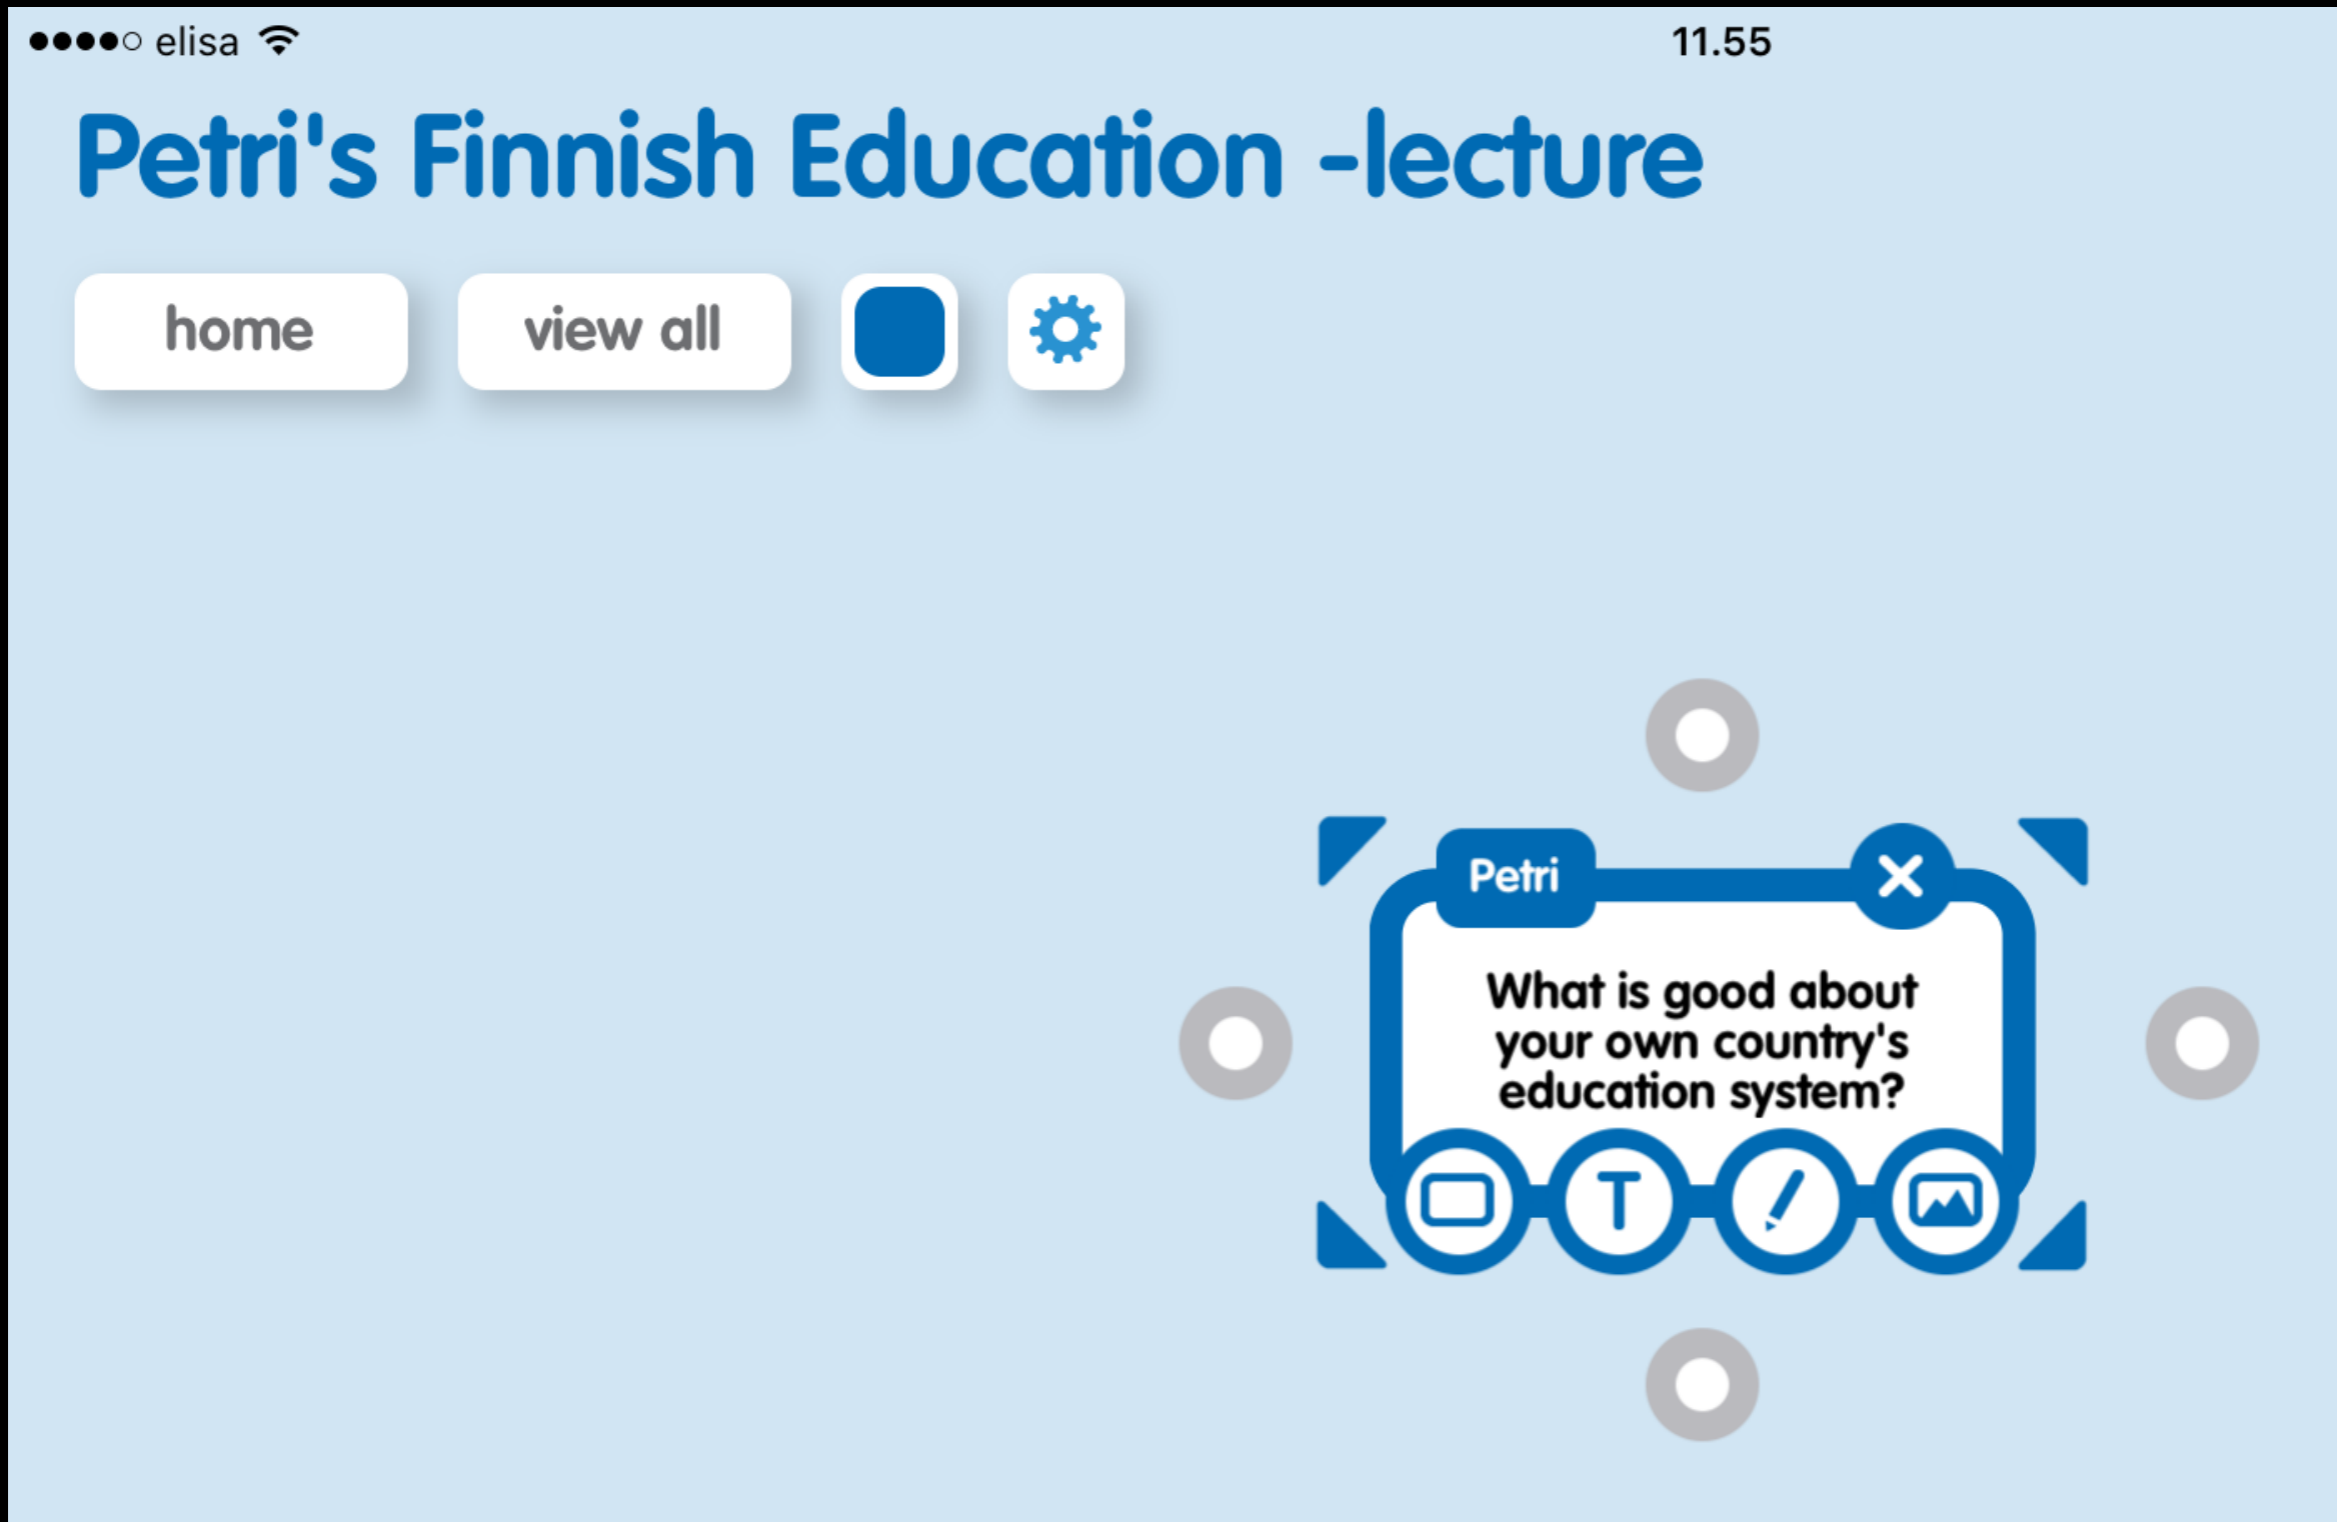 elisa
11.55
Petri's Finnish Education -lecture
home
view all
Petri
What is good about
your own country's
education system?
T